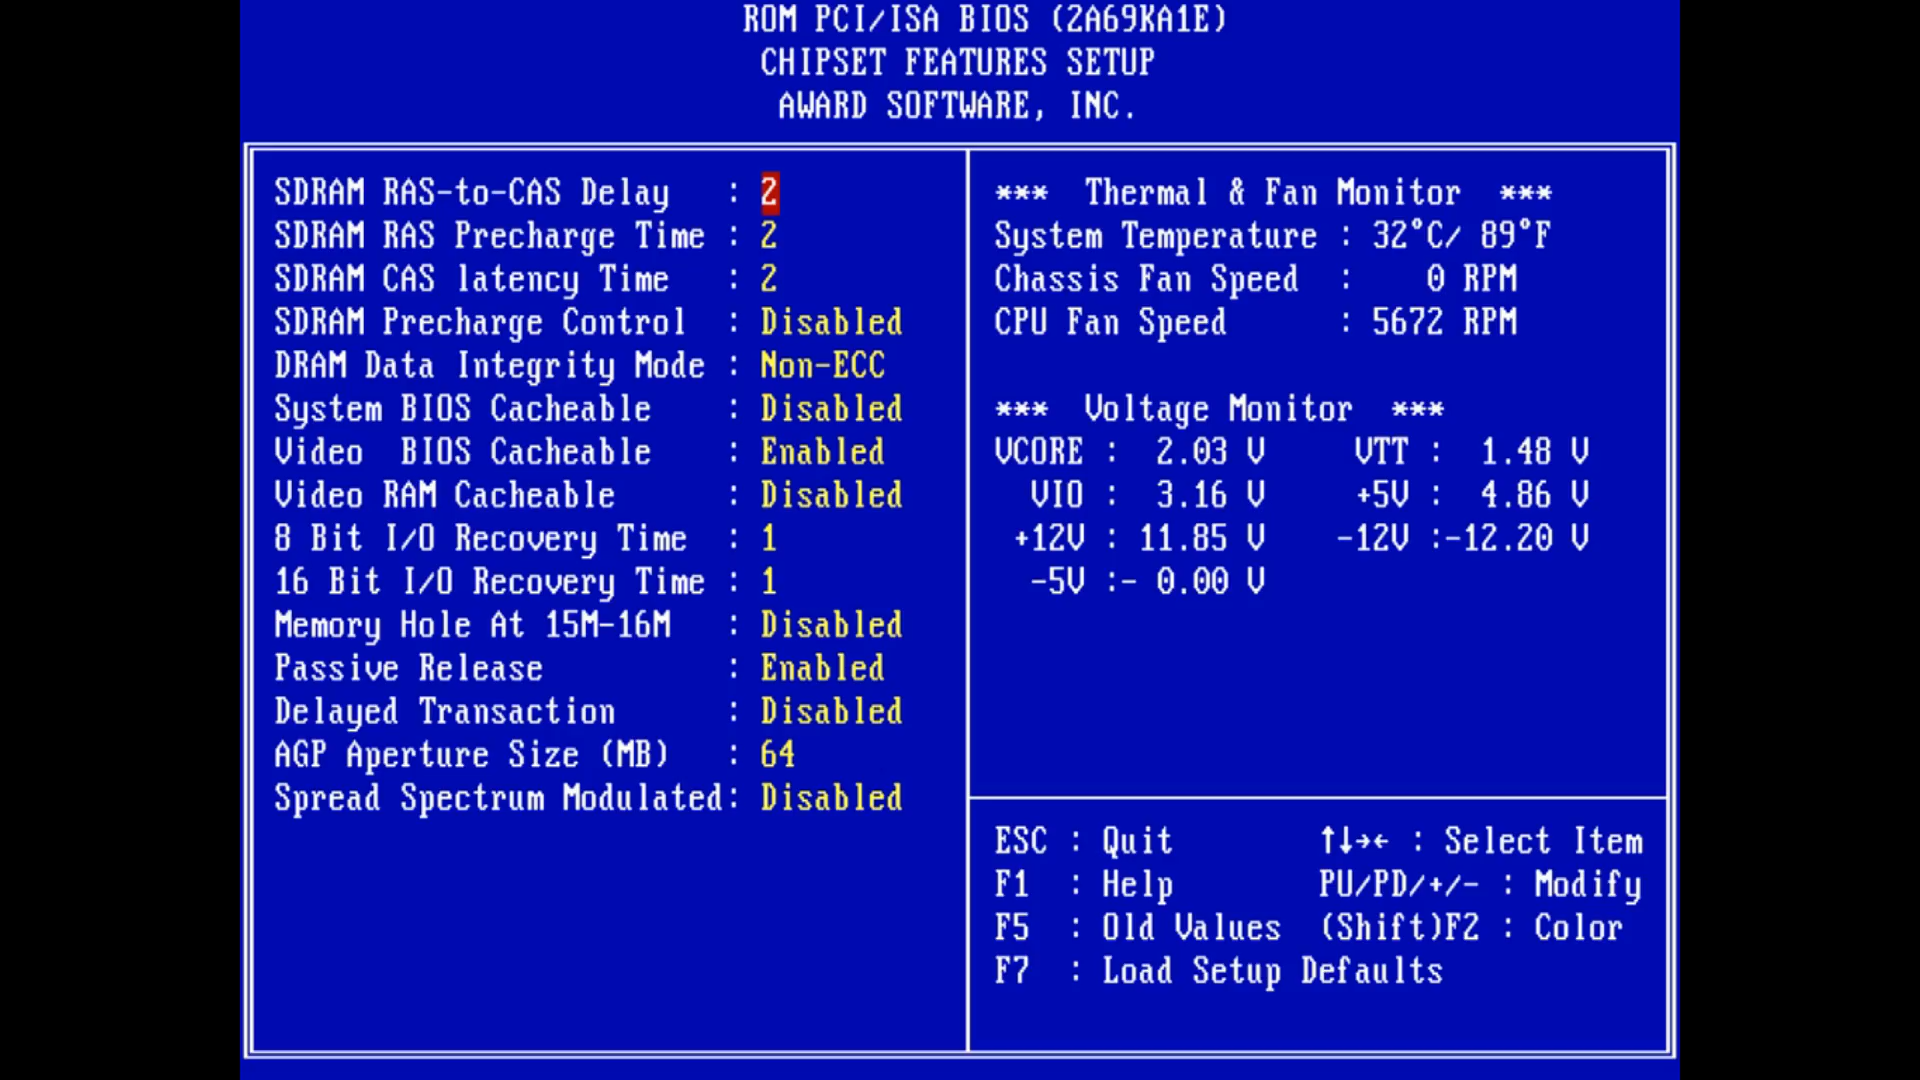 ROM PCI/ISA BIOS (2A69KA1E)
CHIPSET FEATURES SETUP
AWARD SOFTWARE, INC.
SDRAM RAS-to-CAS Delay : 2
SDRAM RAS Precharge Time : 2
SDRAM CAS latency Time : 2
SDRAM Precharge Control : Disabled
DRAM Data Integrity Mode : Non-ECC
System BIOS Cacheable : Disabled
Video BIOS Cacheable : Enabled
Video RAM Cacheable : Disabled
8 Bit I/O Recovery Time : 1
16 Bit I/O Recovery Time : 1
Memory Hole At 15M-16M : Disabled
Passive Release : Enabled
Delayed Transaction : Disabled
AGP Aperture Size (MB) : 64
Spread Spectrum Modulated: Disabled
*** Thermal & Fan Monitor ***
System Temperature : 32°C/ 89°F
Chassis Fan Speed : 0 RPM
CPU Fan Speed : 5672 RPM
*** Voltage Monitor ***
VCORE : 2.03 V VTT : 1.48 V
VIO : 3.16 V +5V : 4.86 V
+12V : 11.85 V -12V :-12.20 V
-5V :- 0.00 V
ESC : Quit ↑↓→← : Select Item
F1 : Help PU/PD/+/- : Modify
F5 : Old Values (Shift)F2 : Color
F7 : Load Setup Defaults